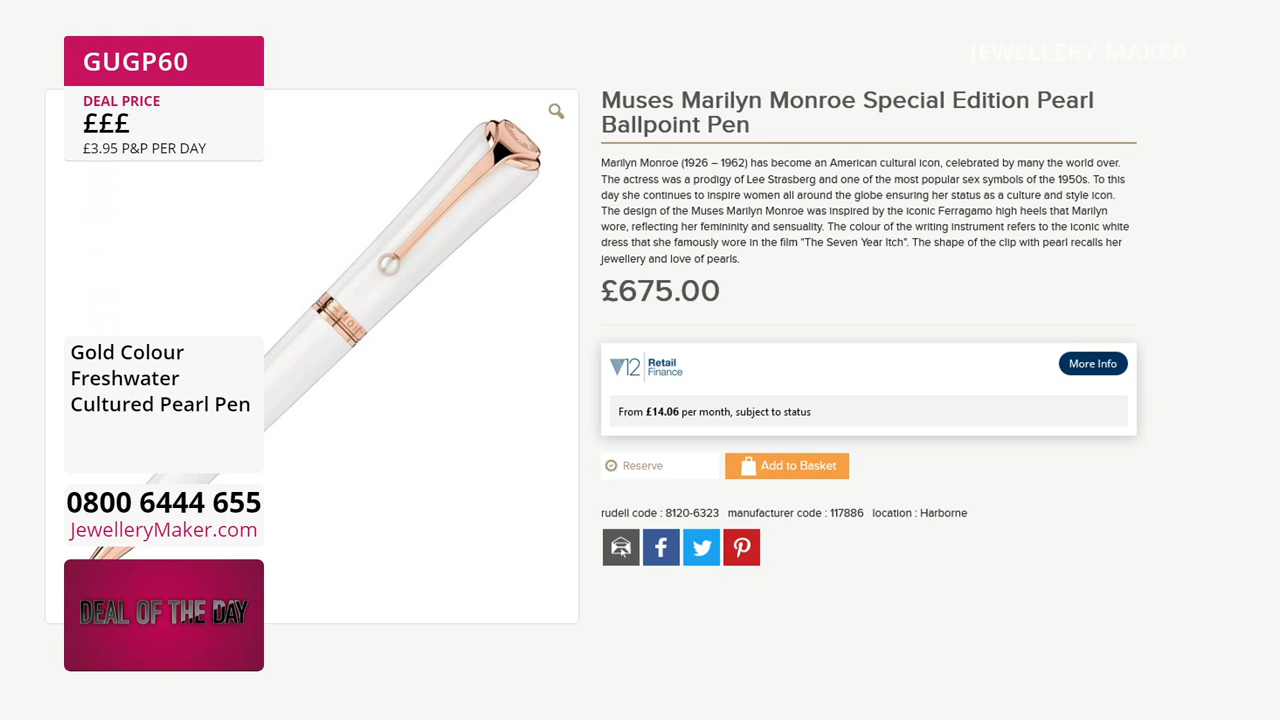 JEWELLERY MAKER
GUGP60
DEAL PRICE
£££
£3.95 P&P PER DAY
Gold Colour
Freshwater
Cultured Pearl Pen
0800 6444 655
JewelleryMaker.com
DEAL OF THE DAY
Muses Marilyn Monroe Special Edition Pearl
Ballpoint Pen
Marilyn Monroe (1926 – 1962) has become an American cultural icon, celebrated by many the world over.
The actress was a prodigy of Lee Strasberg and one of the most popular sex symbols of the 1950s. To this
day she continues to inspire women all around the globe ensuring her status as a culture and style icon.
The design of the Muses Marilyn Monroe was inspired by the iconic Ferragamo high heels that Marilyn
wore, reflecting her femininity and sensuality. The colour of the writing instrument refers to the iconic white
dress that she famously wore in the film "The Seven Year Itch". The shape of the clip with pearl recalls her
jewellery and love of pearls.
£675.00
V12 Retail
Finance
More Info
From £14.06 per month, subject to status
Reserve
Add to Basket
rudell code : 8120-6323 manufacturer code : 117886 location : Harborne